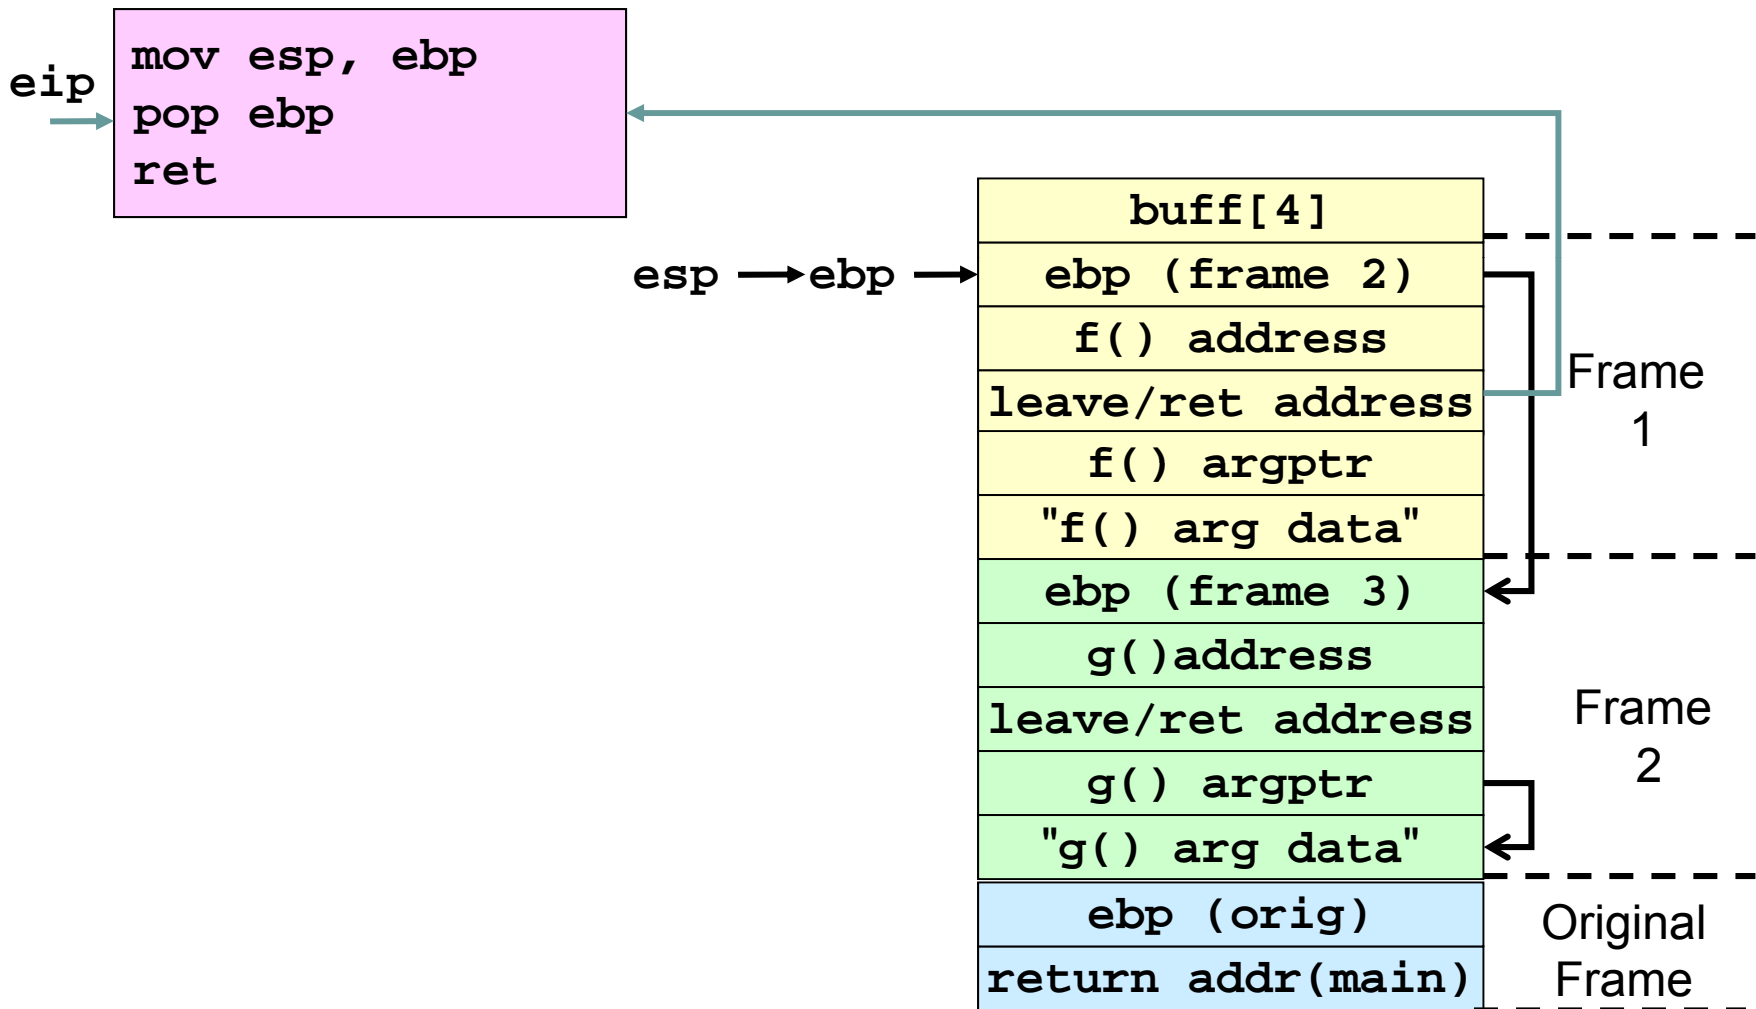 mov esp, ebp
eip
pop ebp
ret
buff[4]
esp
ebp
ebp (frame 2)
f() address
leave/ret address
f() argptr
"f() arg data"
Frame
1
ebp (frame 3)
g()address
leave/ret address
g() argptr
"g() arg data"
Frame
2
ebp (orig)
return addr(main)
Original
Frame